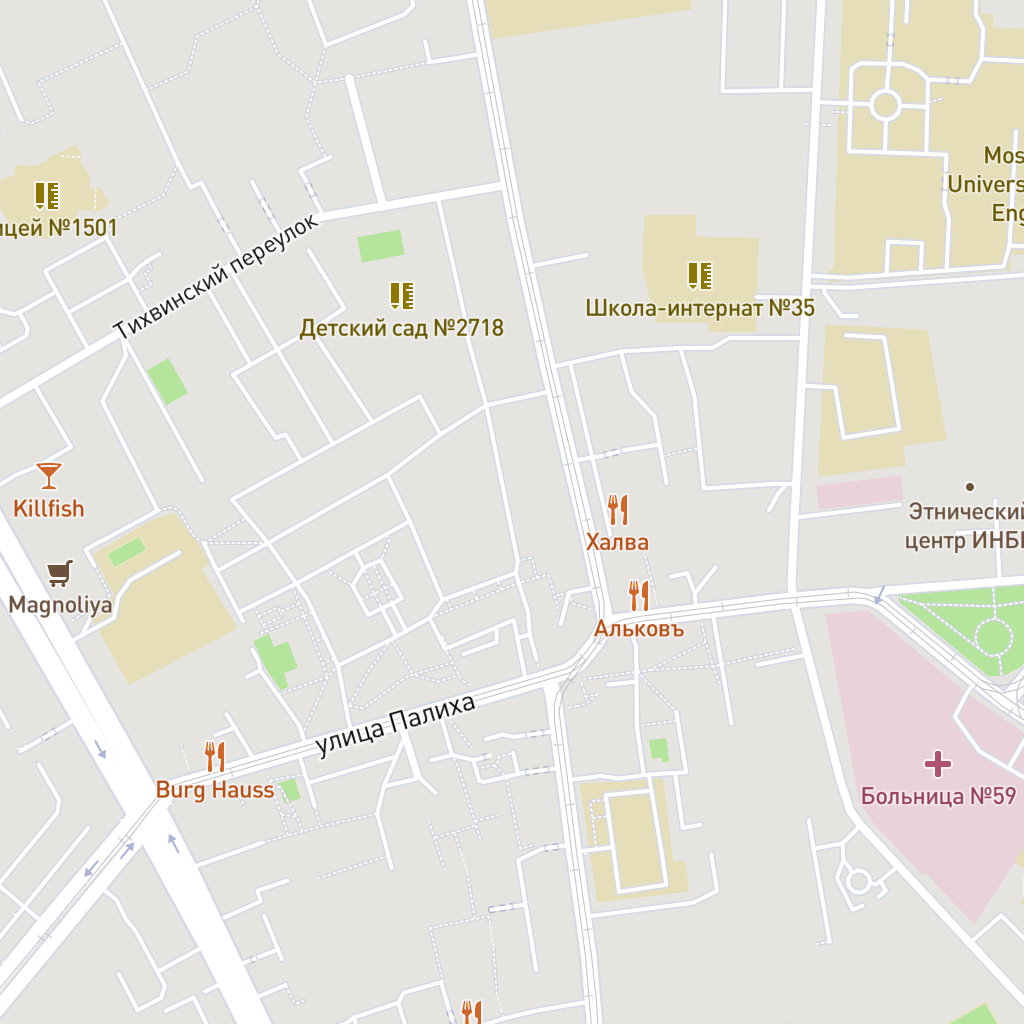 Mos
Univers
Eng
ицей №1501
Тихвинский переулок
Детский сад №2718
Школа-интернат №35
Killfish
Халва
Этнический
центр ИНБ
Magnoliya
Альковъ
улица Палиха
Burg Hauss
Больница №59